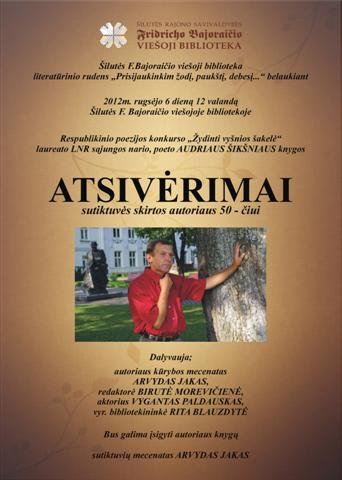 ŠILUTĖS RAJONO SAVIVALDYBĖS
Fridricho Bajoraičio
VIEŠOJI BIBLIOTEKA
Šilutės F.Bajoraičio viešoji biblioteka
literatūrinio rudens „Prisijaukinkim žodį, paukštį, debesį...“ belaukiant
2012m. rugsėjo 6 dieną 12 valandą
Šilutės F. Bajoraičio viešojoje bibliotekoje
Respublikinio poezijos konkurso „Žydinti vyšnios šakelė“
laureato LNR sąjungos nario, poeto AUDRIAUS ŠIKŠNIAUS knygos
ATSIVĖRIMAI
sutiktuvės skirtos autoriaus 50 - čiui
Dalyvauja;
autoriaus kūrybos mecenatas
ARVYDAS JAKAS,
redaktorė BIRUTĖ MOREVIČIENĖ,
aktorius VYGANTAS PALDAUSKAS,
vyr. bibliotekininkė RITA BLAUZDYTĖ
Bus galima įsigyti autoriaus knygų
sutiktuvių mecenatas ARVYDAS JAKAS